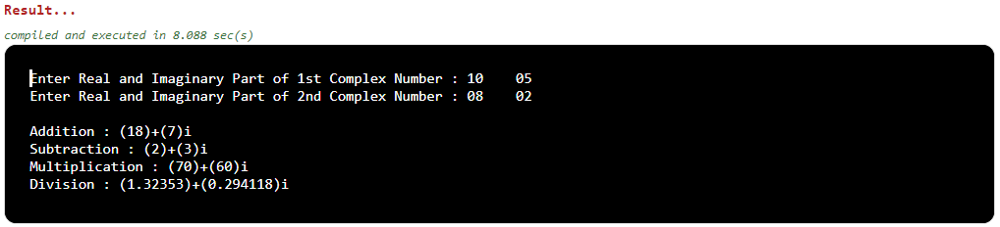 Result...
compiled and executed in 8.088 sec(s)
Enter Real and Imaginary Part of 1st Complex Number : 10    05
Enter Real and Imaginary Part of 2nd Complex Number : 08    02
Addition : (18)+(7)i
Subtraction : (2)+(3)i
Multiplication : (70)+(60)i
Division : (1.32353)+(0.294118)i